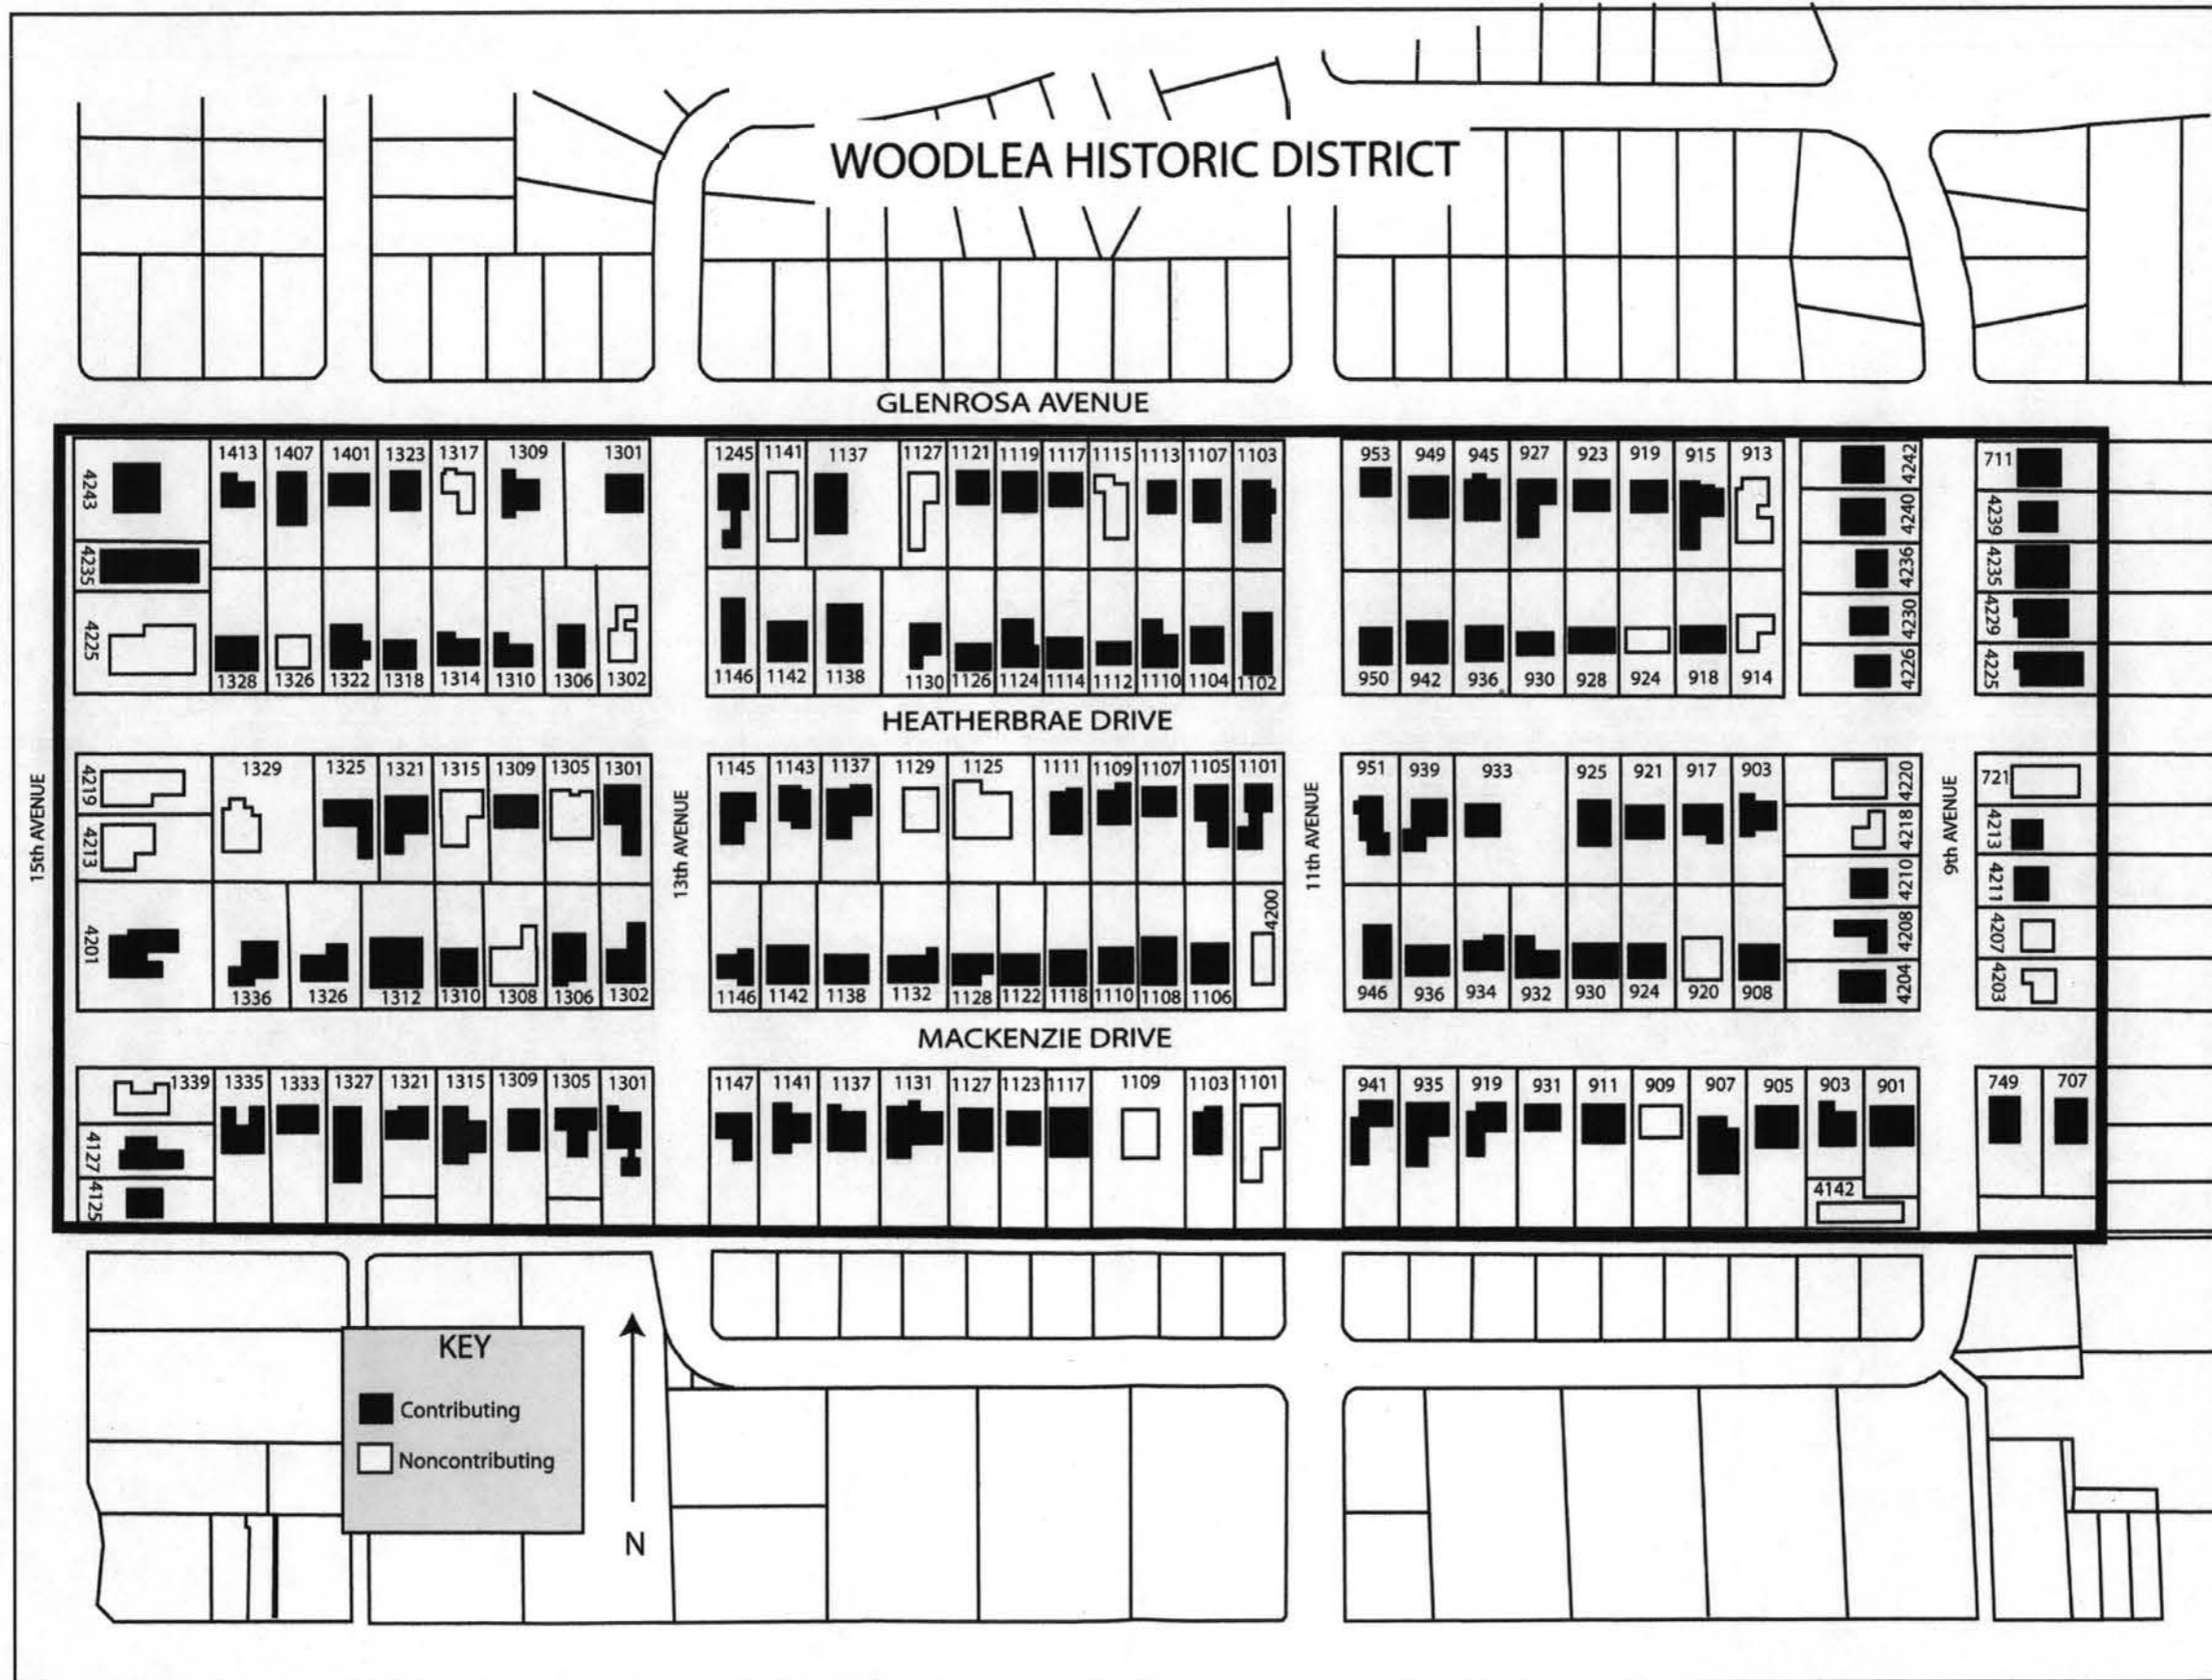 WOODLEA HISTORIC DISTRICT
GLENROSA AVENUE
1413 1407 1401 1323 1317 1309 1301 1245 1141 1137 1127 1121 1119 1117 1115 1113 1107 1103 953 949 945 927 923 919 915 913
4243
4235
4225
4242
4240
4236
4230
4226
711
4239
4235
4229
4225
1328 1326 1322 1318 1314 1310 1306 1302 1146 1142 1138 1130 1126 1124 1114 1112 1110 1104 1102 950 942 936 930 928 924 918 914
HEATHERBRAE DRIVE
15th AVENUE
13th AVENUE
11th AVENUE
9th AVENUE
1329 1325 1321 1315 1309 1305 1301 1145 1143 1137 1129 1125 1111 1109 1107 1105 1101 951 939 933 925 921 917 903
4219
4213
4201
4200
4220
4218
4210
4208
4204
721
4213
4211
4207
4203
1336 1326 1312 1310 1308 1306 1302 1146 1142 1138 1132 1128 1122 1118 1110 1108 1106 946 936 934 932 930 924 920 908
MACKENZIE DRIVE
1339 1335 1333 1327 1321 1315 1309 1305 1301 1147 1141 1137 1131 1127 1123 1117 1109 1103 1101 941 935 919 931 911 909 907 905 903 901 749 707
4127
4125
4142
KEY
Contributing
Noncontributing
N